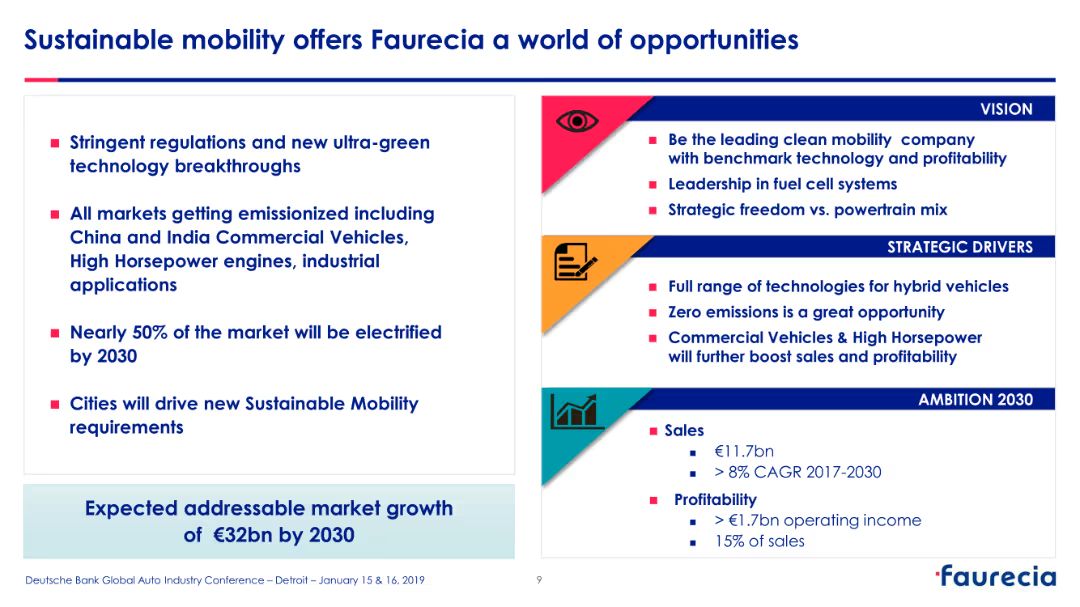 Sustainable mobility offers Faurecia a world of opportunities
Stringent regulations and new ultra-green
technology breakthroughs
All markets getting emissionized including
China and India Commercial Vehicles,
High Horsepower engines, industrial
applications
Nearly 50% of the market will be electrified
by 2030
Cities will drive new Sustainable Mobility
requirements
Expected addressable market growth
of €32bn by 2030
VISION
Be the leading clean mobility company
with benchmark technology and profitability
Leadership in fuel cell systems
Strategic freedom vs. powertrain mix
STRATEGIC DRIVERS
Full range of technologies for hybrid vehicles
Zero emissions is a great opportunity
Commercial Vehicles & High Horsepower
will further boost sales and profitability
AMBITION 2030
Sales
€11.7bn
> 8% CAGR 2017-2030
Profitability
> €1.7bn operating income
15% of sales
Deutsche Bank Global Auto Industry Conference – Detroit – January 15 & 16, 2019
9
faurecia